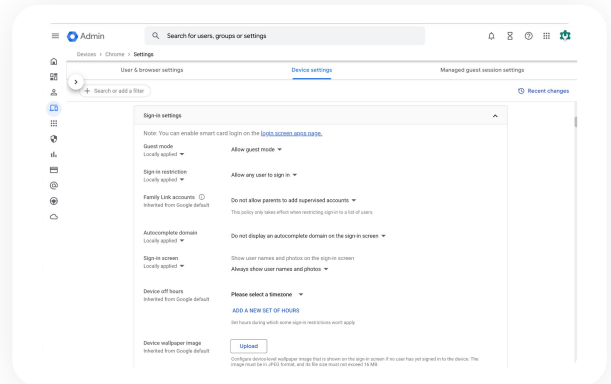 Admin
Search for users, groups or settings
Devices > Chrome > Settings
User & browser settings
Device settings
Managed guest session settings
+ Search or add a filter
Recent changes
Sign-in settings
Note: You can enable smart card login on the login screen apps page.
Guest mode
Locally applied
Allow guest mode
Sign-in restriction
Locally applied
Allow any user to sign in
Family Link accounts
Inherited from Google default
Do not allow parents to add supervised accounts
This policy only takes effect when restricting sign-in to a list of users.
Autocomplete domain
Locally applied
Do not display an autocomplete domain on the sign-in screen
Sign-in screen
Locally applied
Show user names and photos on the sign-in screen
Always show user names and photos
Device off hours
Inherited from Google default
Please select a timezone
ADD A NEW SET OF HOURS
Set hours during which some sign-in restrictions won't apply.
Device wallpaper image
Inherited from Google default
Upload
Configure device-level wallpaper image that is shown on the sign-in screen if no user has yet signed in to the device. The
image must be in JPEG format, and its file size must not exceed 16 MB.